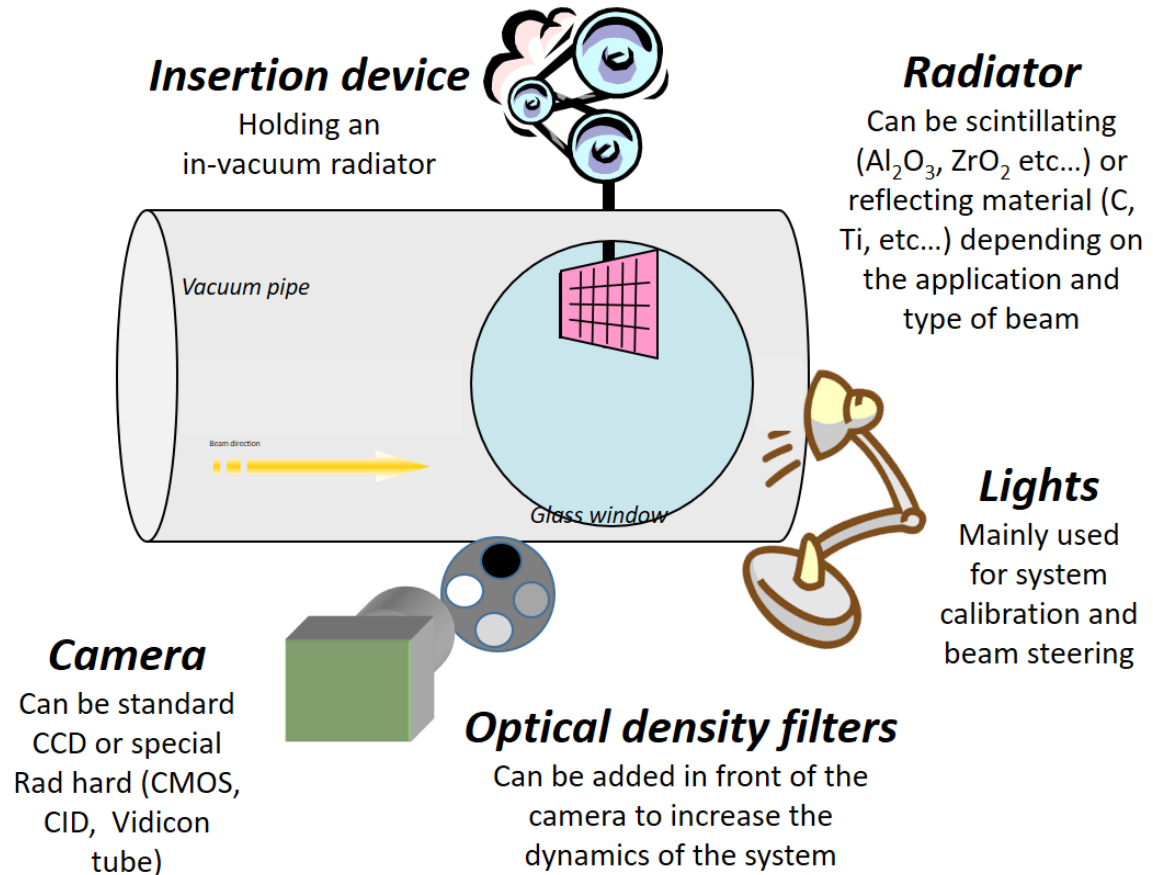 Insertion device
Holding an
in-vacuum radiator
Radiator
Can be scintillating
(Al₂O₃, ZrO₂ etc...) or
reflecting material (C,
Ti, etc...) depending on
the application and
type of beam
Vacuum pipe
Beam direction
Glass window
Lights
Mainly used
for system
calibration and
beam steering
Camera
Can be standard
CCD or special
Rad hard (CMOS,
CID,  Vidicon
tube)
Optical density filters
Can be added in front of the
camera to increase the
dynamics of the system